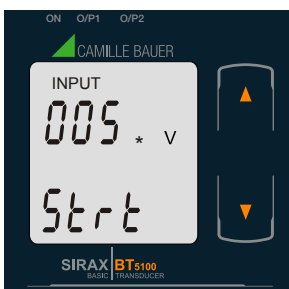 ON O/P1 O/P2
CAMILLE BAUER
INPUT
005 * V
Strt
SIRAX BT5100
BASIC TRANSDUCER